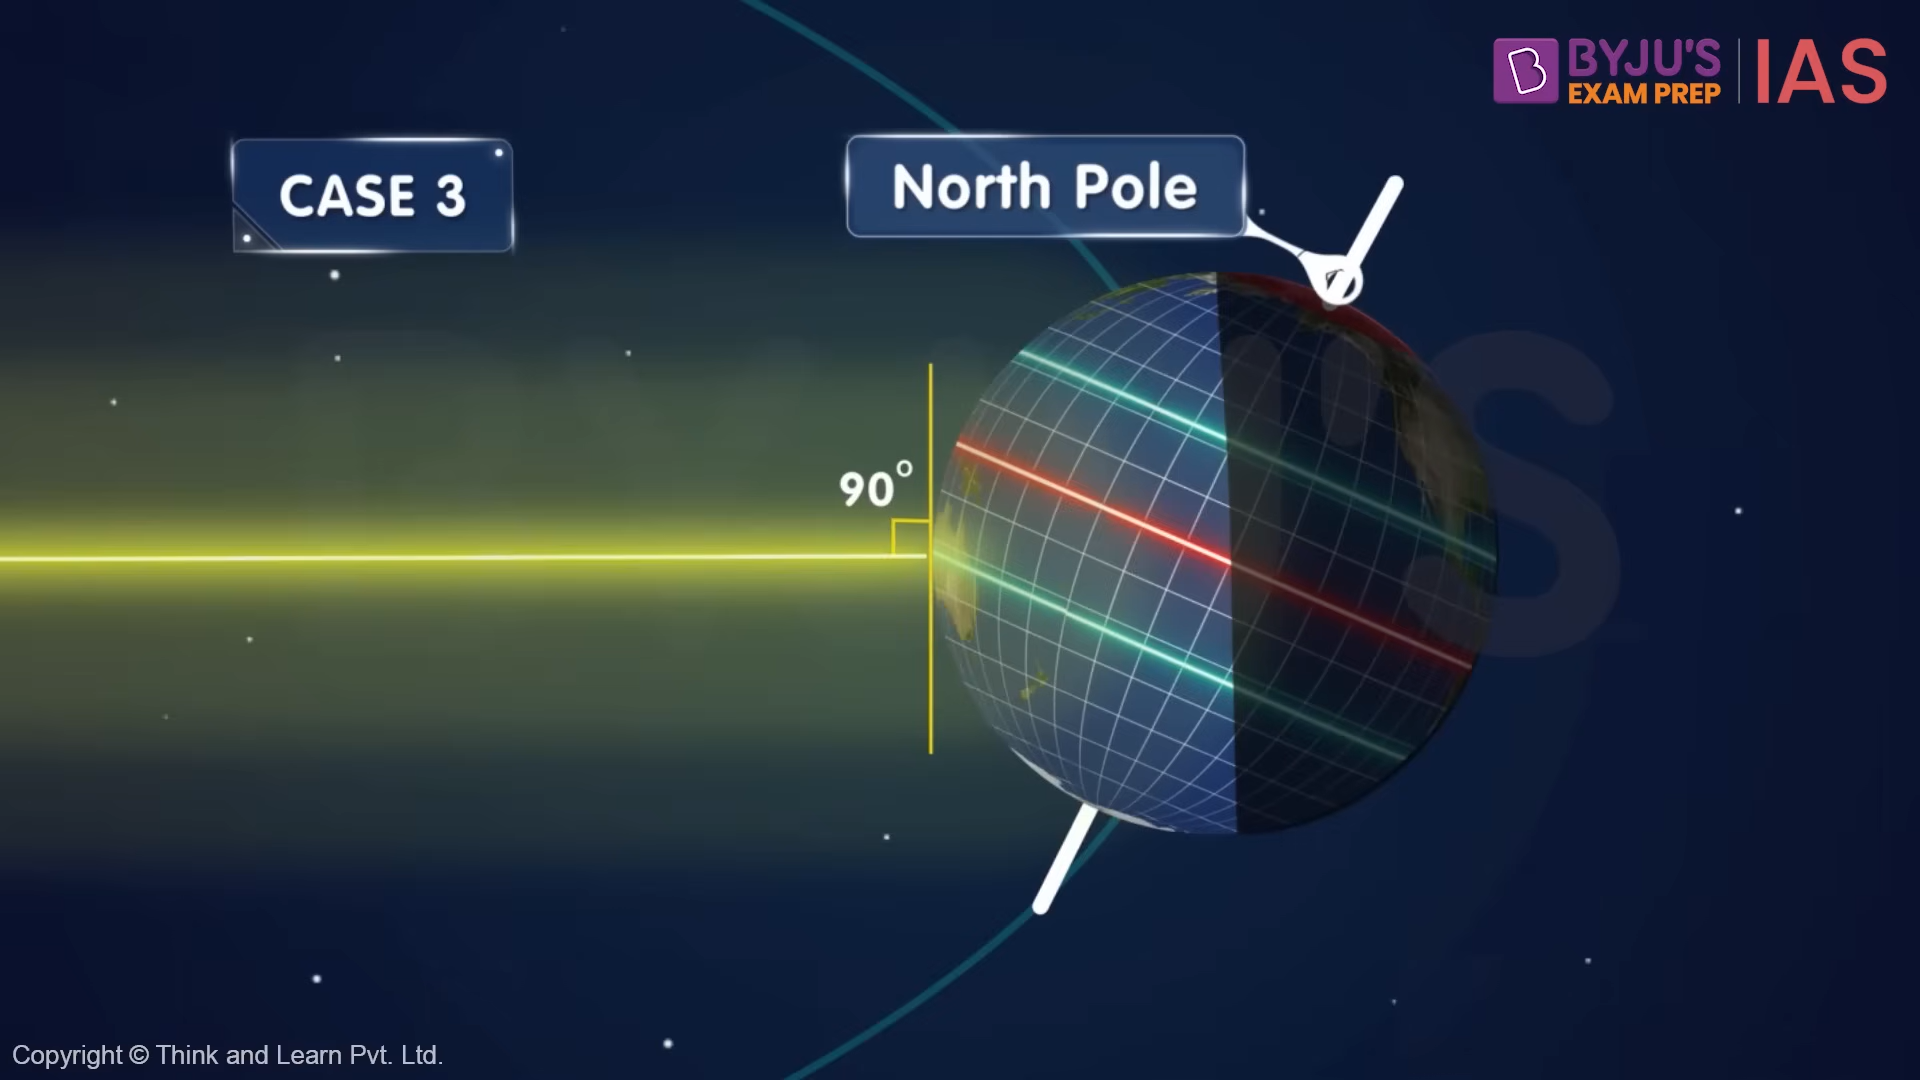 BYJU'S
EXAM PREP
IAS
CASE 3
North Pole
90°
Copyright © Think and Learn Pvt. Ltd.